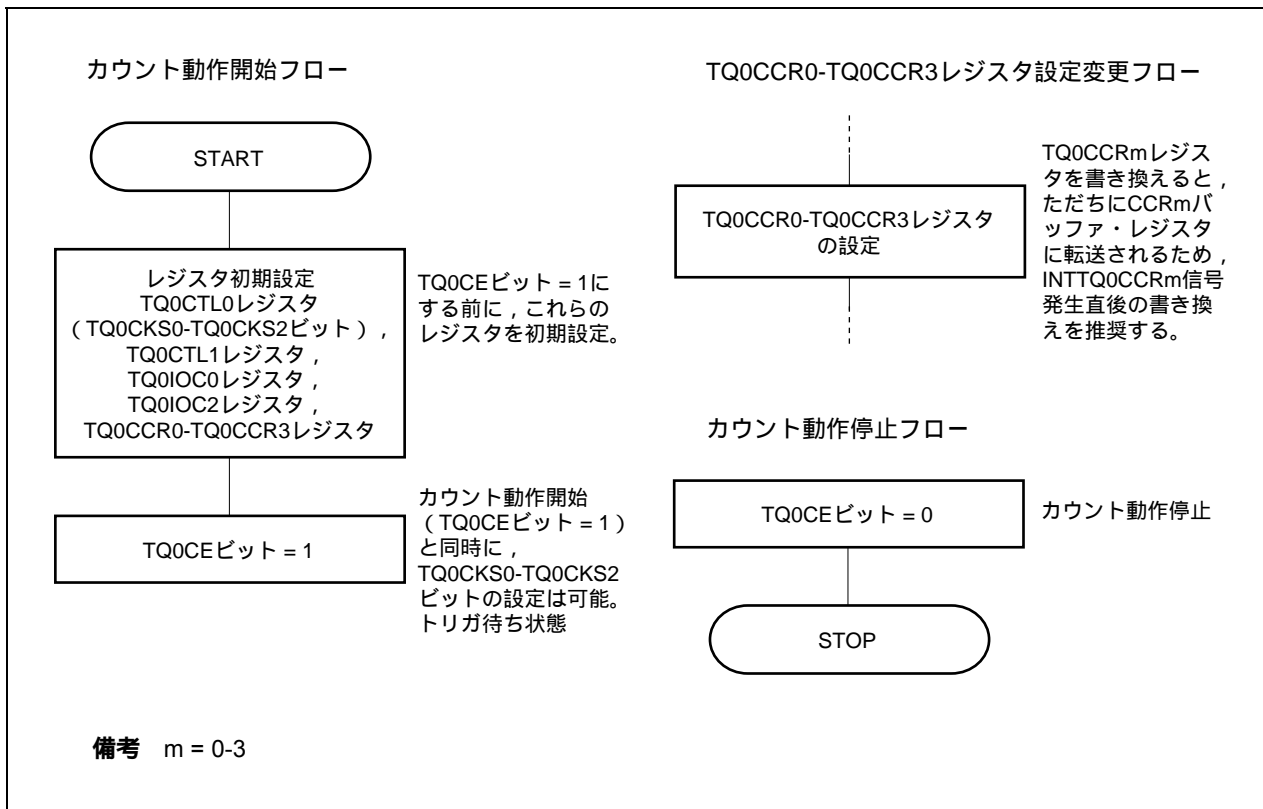 カウント動作開始フロー
START
レジスタ初期設定
TQ0CTL0レジスタ
（TQ0CKS0-TQ0CKS2ビット），
TQ0CTL1レジスタ，
TQ0IOC0レジスタ，
TQ0IOC2レジスタ，
TQ0CCR0-TQ0CCR3レジスタ
TQ0CEビット = 1に
する前に，これらの
レジスタを初期設定。
TQ0CEビット = 1
カウント動作開始
（TQ0CEビット = 1）
と同時に，
TQ0CKS0-TQ0CKS2
ビットの設定は可能。
トリガ待ち状態
TQ0CCR0-TQ0CCR3レジスタ設定変更フロー
TQ0CCR0-TQ0CCR3レジスタ
の設定
TQ0CCRmレジス
タを書き換えると，
ただちにCCRmバ
ッファ・レジスタ
に転送されるため，
INTTQ0CCRm信号
発生直後の書き換
えを推奨する。
カウント動作停止フロー
TQ0CEビット = 0
カウント動作停止
STOP
備考 m = 0-3